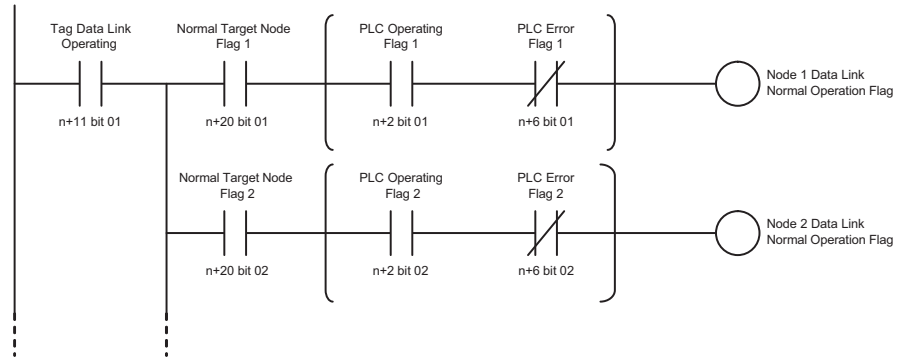 Tag Data Link
Operating
Normal Target Node
Flag 1
PLC Operating
Flag 1
PLC Error
Flag 1
Node 1 Data Link
Normal Operation Flag
n+11 bit 01
n+20 bit 01
n+2 bit 01
n+6 bit 01
Normal Target Node
Flag 2
PLC Operating
Flag 2
PLC Error
Flag 2
Node 2 Data Link
Normal Operation Flag
n+20 bit 02
n+2 bit 02
n+6 bit 02